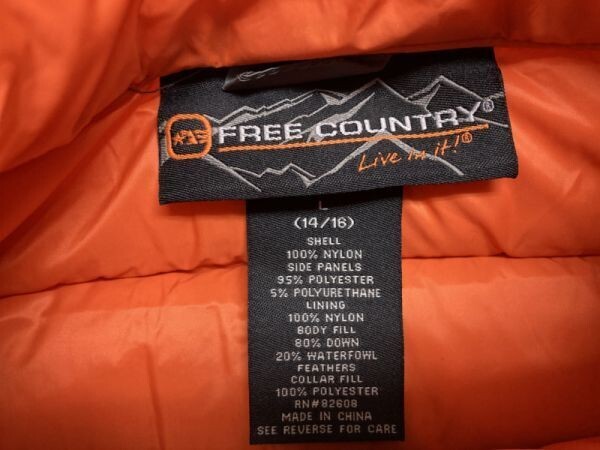 FREE COUNTRY®
Live in it!®
L
(14/16)
SHELL
100% NYLON
SIDE PANELS
95% POLYESTER
5% POLYURETHANE
LINING
100% NYLON
BODY FILL
80% DOWN
20% WATERFOWL
FEATHERS
COLLAR FILL
100% POLYESTER
RN#82608
MADE IN CHINA
SEE REVERSE FOR CARE